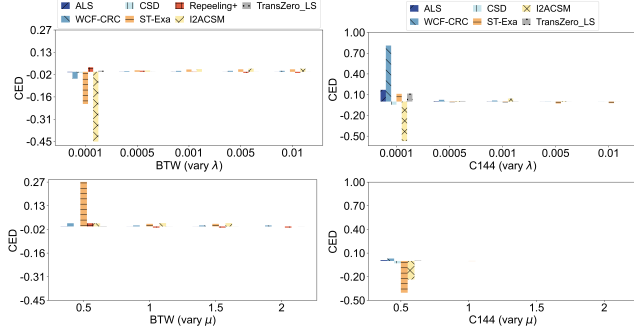 ALS CSD Repeeling+ TransZero_LS
WCF-CRC ST-Exa I2ACSM
CED
0.27
0.13
-0.02
-0.16
-0.31
-0.45
0.0001 0.0005 0.001 0.005 0.01
BTW (vary λ)
ALS CSD I2ACSM
WCF-CRC ST-Exa TransZero_LS
CED
1.00
0.70
0.40
0.10
-0.20
-0.50
0.0001 0.0005 0.001 0.005 0.01
C144 (vary λ)
CED
0.27
0.13
-0.02
-0.16
-0.31
-0.45
0.5 1 1.5 2
BTW (vary μ)
CED
1.00
0.70
0.40
0.10
-0.20
-0.50
0.5 1 1.5 2
C144 (vary μ)